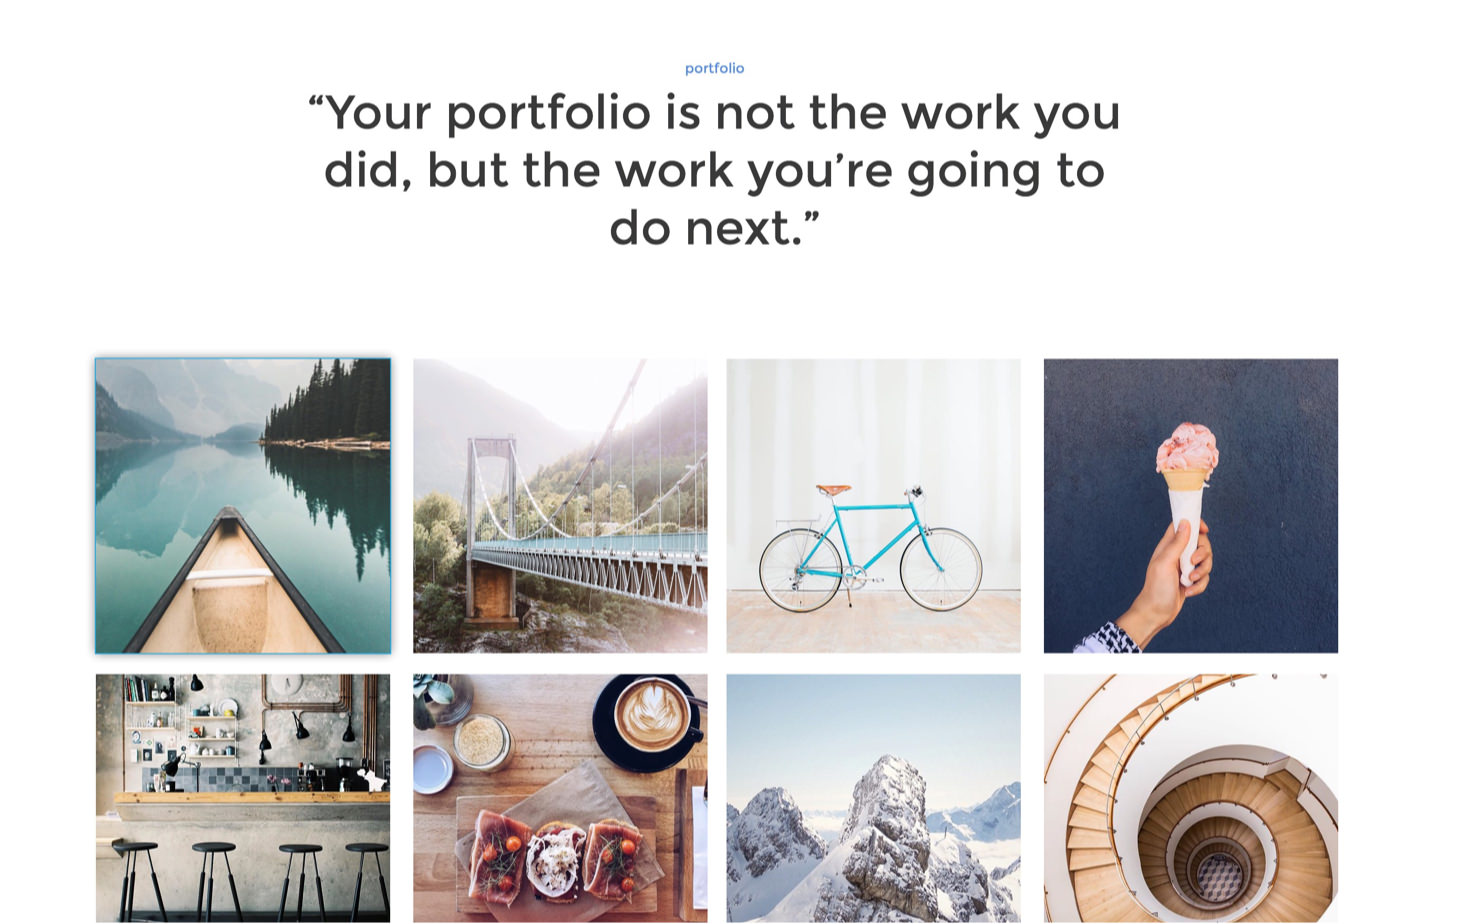 portfolio
“Your portfolio is not the work you
did, but the work you’re going to
do next.”